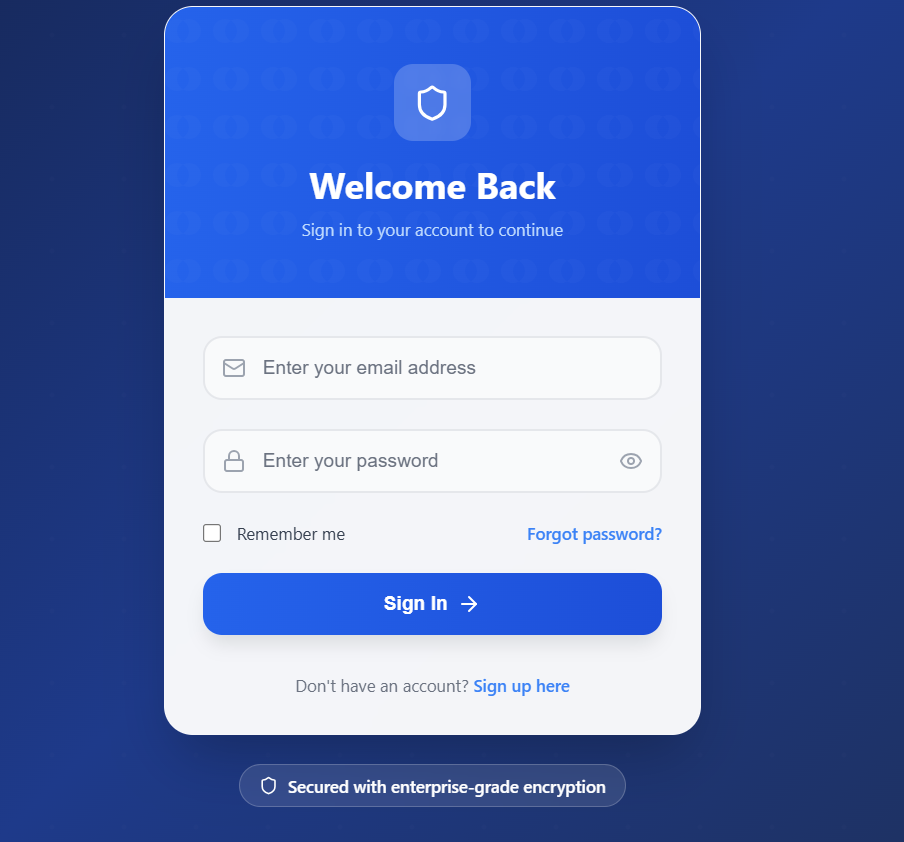 Welcome Back
Sign in to your account to continue
Enter your email address
Enter your password
Remember me
Forgot password?
Sign In
Don't have an account? Sign up here
Secured with enterprise-grade encryption